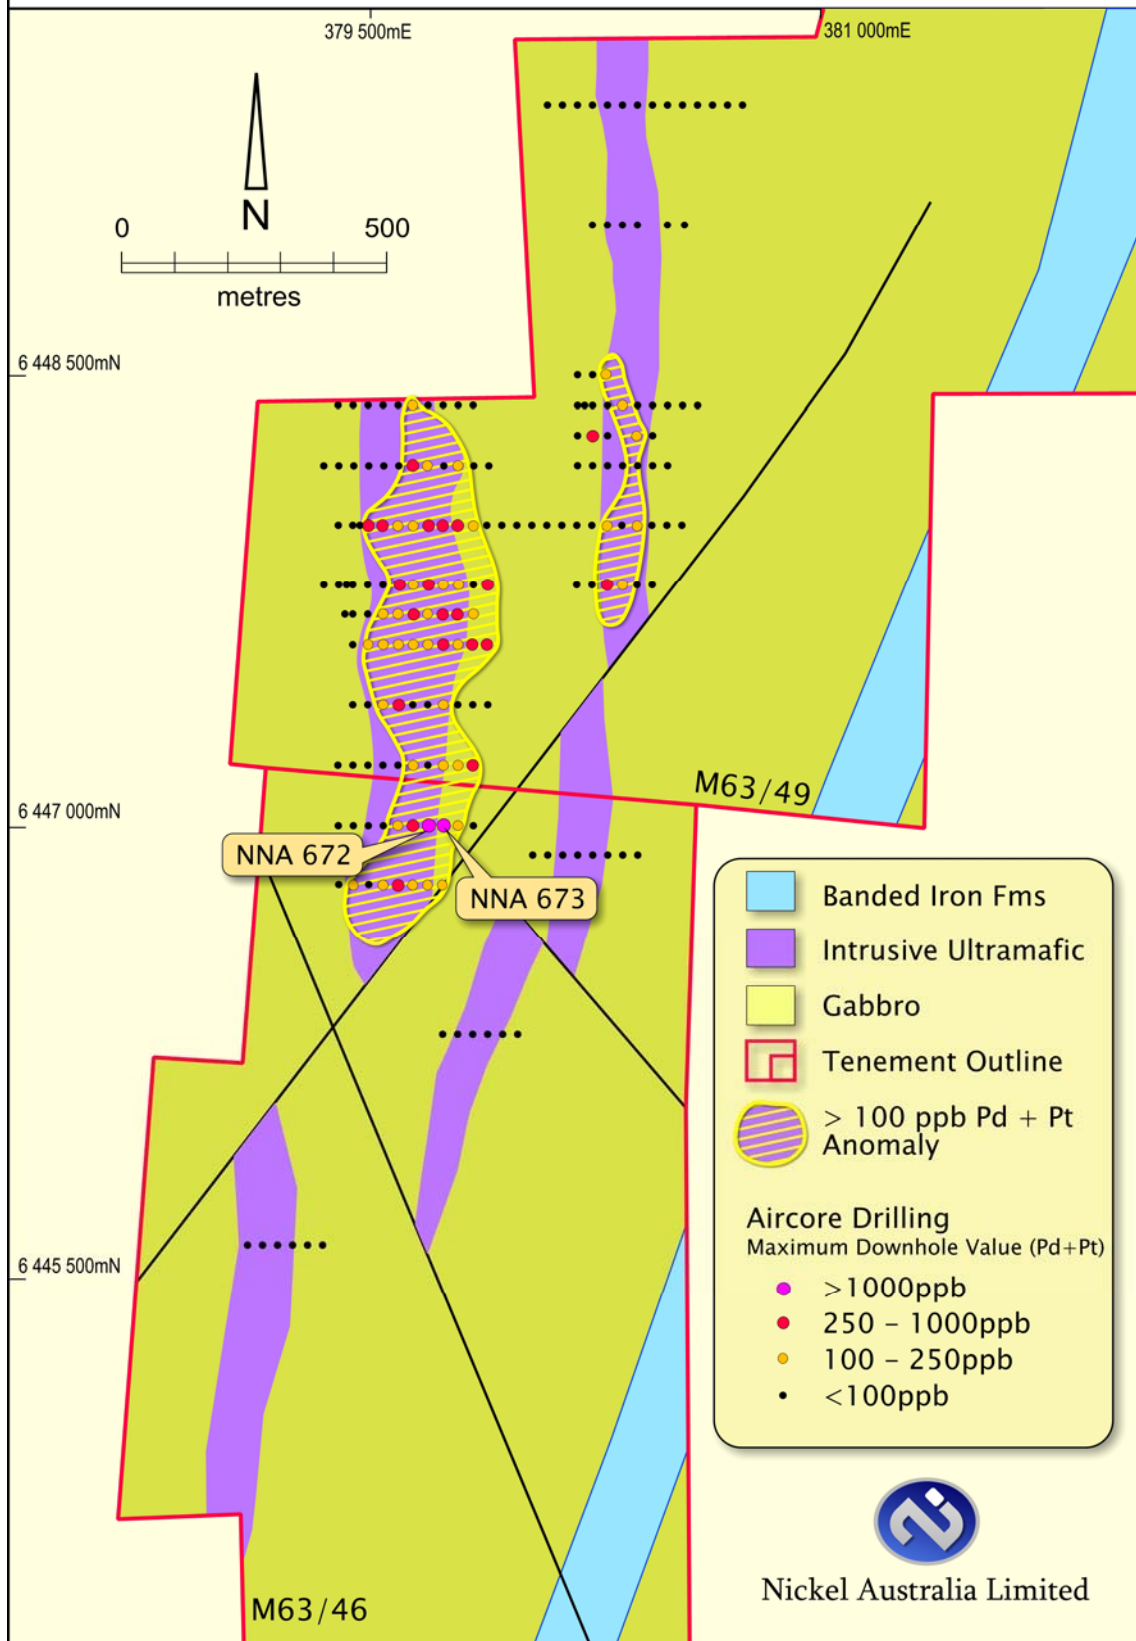 379 500mE
381 000mE
N
0 500
metres
6 448 500mN
M63/49
6 447 000mN
NNA 672
NNA 673
6 445 500mN
M63/46
Banded Iron Fms
Intrusive Ultramafic
Gabbro
Tenement Outline
> 100 ppb Pd + Pt
Anomaly
Aircore Drilling
Maximum Downhole Value (Pd+Pt)
>1000ppb
250 – 1000ppb
100 – 250ppb
<100ppb
Nickel Australia Limited